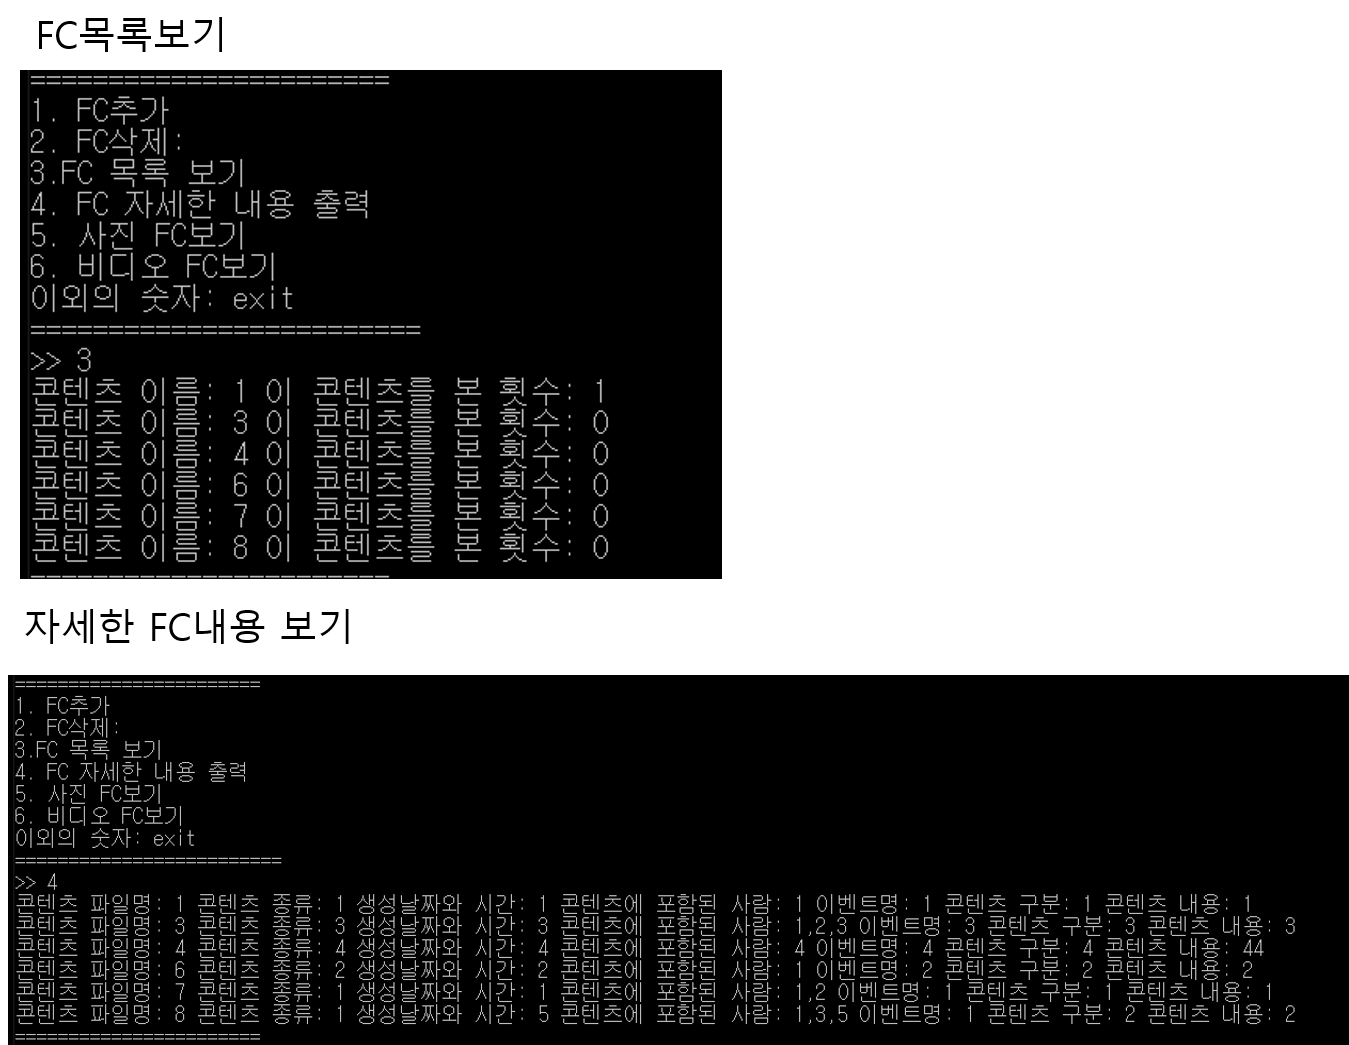 FC목록보기
=======================
1. FC추가
2. FC삭제:
3.FC 목록 보기
4. FC 자세한 내용 출력
5. 사진 FC보기
6. 비디오 FC보기
이외의 숫자: exit
=========================
>> 3
콘텐츠 이름: 1 이 콘텐츠를 본 횟수: 1
콘텐츠 이름: 3 이 콘텐츠를 본 횟수: 0
콘텐츠 이름: 4 이 콘텐츠를 본 횟수: 0
콘텐츠 이름: 6 이 콘텐츠를 본 횟수: 0
콘텐츠 이름: 7 이 콘텐츠를 본 횟수: 0
콘텐츠 이름: 8 이 콘텐츠를 본 횟수: 0
=======================
자세한 FC내용 보기
=======================
1. FC추가
2. FC삭제:
3.FC 목록 보기
4. FC 자세한 내용 출력
5. 사진 FC보기
6. 비디오 FC보기
이외의 숫자: exit
=========================
>> 4
콘텐츠 파일명: 1 콘텐츠 종류: 1 생성날짜와 시간: 1 콘텐츠에 포함된 사람: 1 이벤트명: 1 콘텐츠 구분: 1 콘텐츠 내용: 1
콘텐츠 파일명: 3 콘텐츠 종류: 3 생성날짜와 시간: 3 콘텐츠에 포함된 사람: 1,2,3 이벤트명: 3 콘텐츠 구분: 3 콘텐츠 내용: 3
콘텐츠 파일명: 4 콘텐츠 종류: 4 생성날짜와 시간: 4 콘텐츠에 포함된 사람: 4 이벤트명: 4 콘텐츠 구분: 4 콘텐츠 내용: 44
콘텐츠 파일명: 6 콘텐츠 종류: 2 생성날짜와 시간: 2 콘텐츠에 포함된 사람: 1 이벤트명: 2 콘텐츠 구분: 2 콘텐츠 내용: 2
콘텐츠 파일명: 7 콘텐츠 종류: 1 생성날짜와 시간: 1 콘텐츠에 포함된 사람: 1,2 이벤트명: 1 콘텐츠 구분: 1 콘텐츠 내용: 1
콘텐츠 파일명: 8 콘텐츠 종류: 1 생성날짜와 시간: 5 콘텐츠에 포함된 사람: 1,3,5 이벤트명: 1 콘텐츠 구분: 2 콘텐츠 내용: 2
=======================